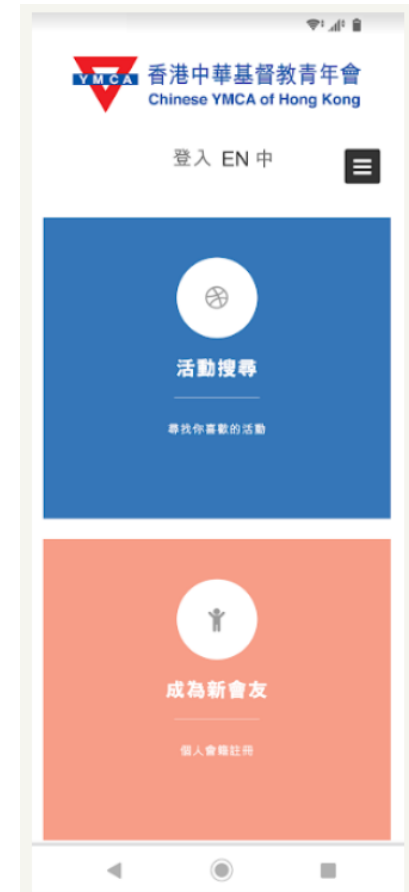 YMCA
香港中華基督教青年會
Chinese YMCA of Hong Kong
登入 EN 中
活動搜尋
尋找你喜歡的活動
成為新會友
個人會籍註冊